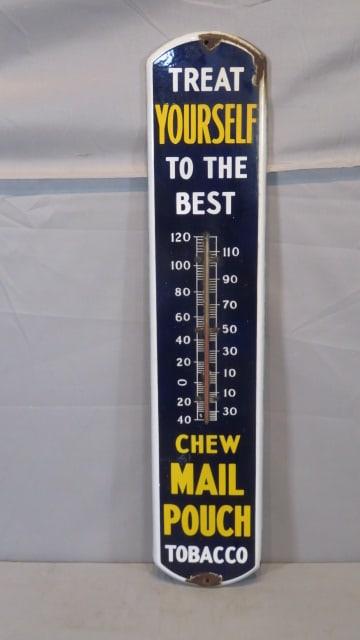 TREAT
YOURSELF
TO THE
BEST
120
110
100
90
80
70
60
50
40
30
20
10
0
10
20
30
40
CHEW
MAIL
POUCH
TOBACCO